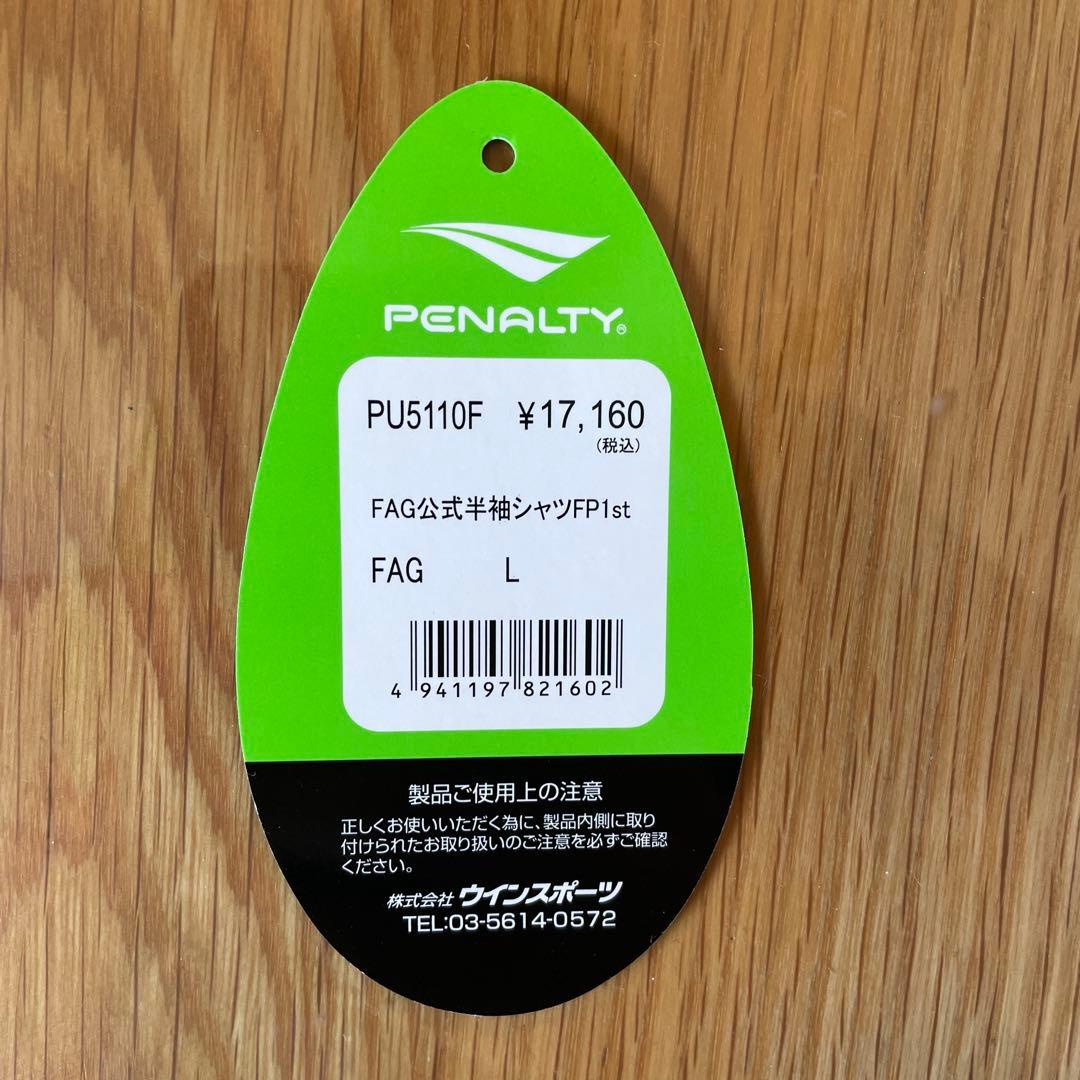 PENALTY®
PU5110F ¥17,160
(税込)
FAG公式半袖シャツFP1st
FAG L
4 941197 821602
製品ご使用上の注意
正しくお使いいただく為に、製品内側に取り
付けられたお取り扱いのご注意を必ずご確認
ください。
株式会社 ウインスポーツ
TEL:03-5614-0572